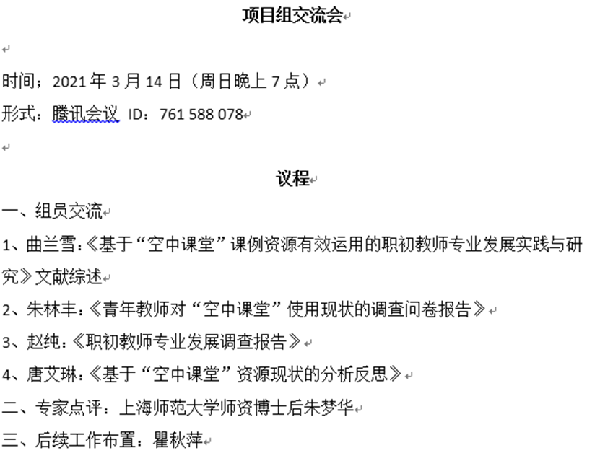 项目组交流会
时间；2021年3月14日（周日晚上7点）
形式：腾讯会议 ID：761 588 078
议程
一、组员交流
1、曲兰雪：《基于“空中课堂”课例资源有效运用的职初教师专业发展实践与研
究》文献综述
2、朱林丰：《青年教师对“空中课堂”使用现状的调查问卷报告》
3、赵纯：《职初教师专业发展调查报告》
4、唐艾琳：《基于“空中课堂”资源现状的分析反思》
二、专家点评：上海师范大学师资博士后朱梦华
三、后续工作布置：瞿秋萍